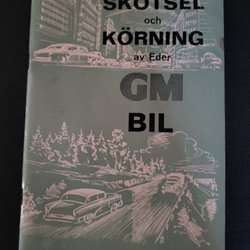 SKÖTSEL
och
KÖRNING
av Eder
GM
BIL